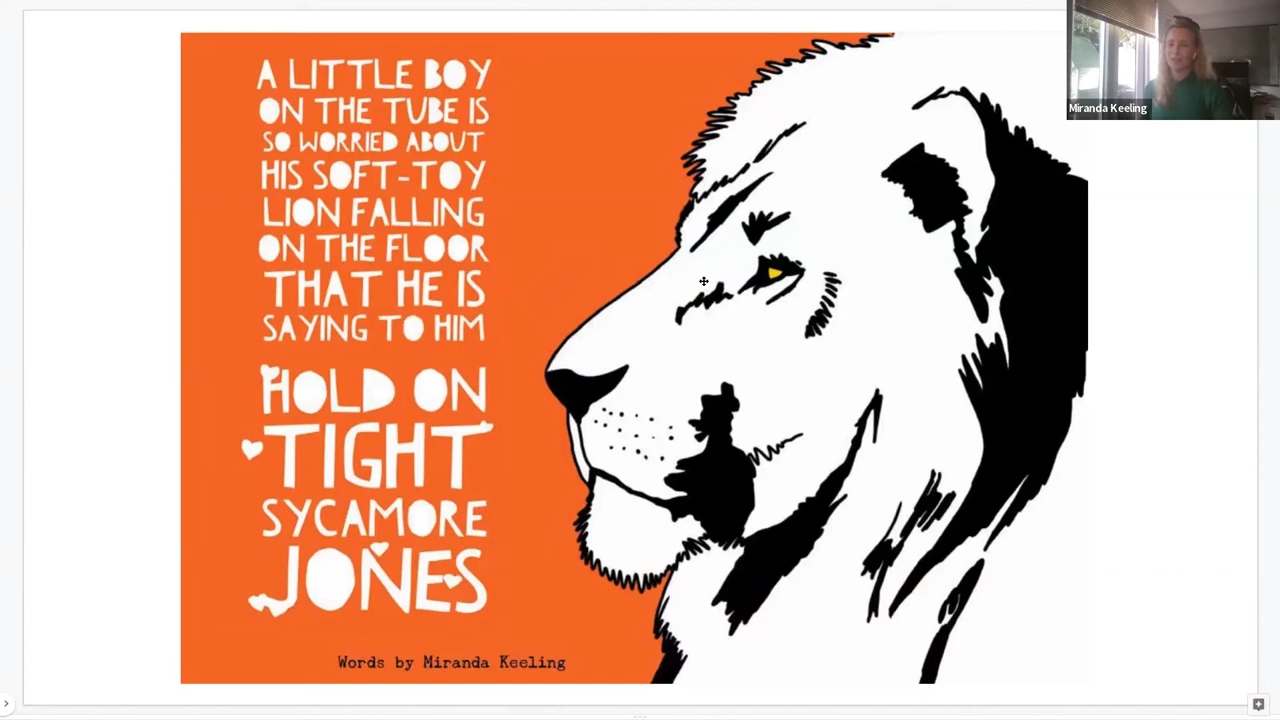 A LITTLE BOY
ON THE TUBE IS
SO WORRIED ABOUT
HIS SOFT-TOY
LION FALLING
ON THE FLOOR
THAT HE IS
SAYING TO HIM
HOLD ON
TIGHT
SYCAMORE
JONES
Words by Miranda Keeling
Miranda Keeling